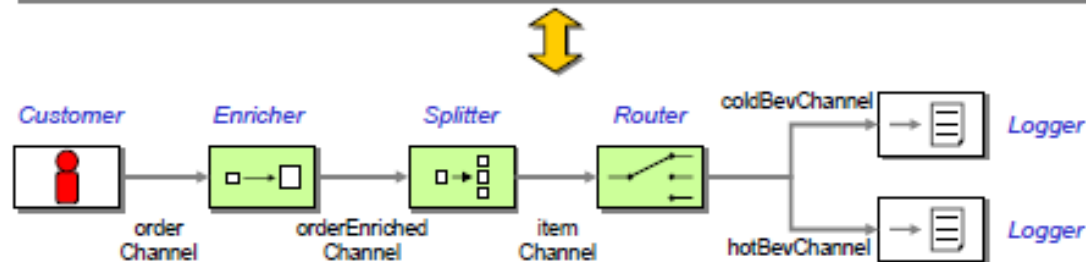 Customer
Enricher
Splitter
Router
coldBevChannel
Logger
order
Channel
orderEnriched
Channel
item
Channel
hotBevChannel
Logger